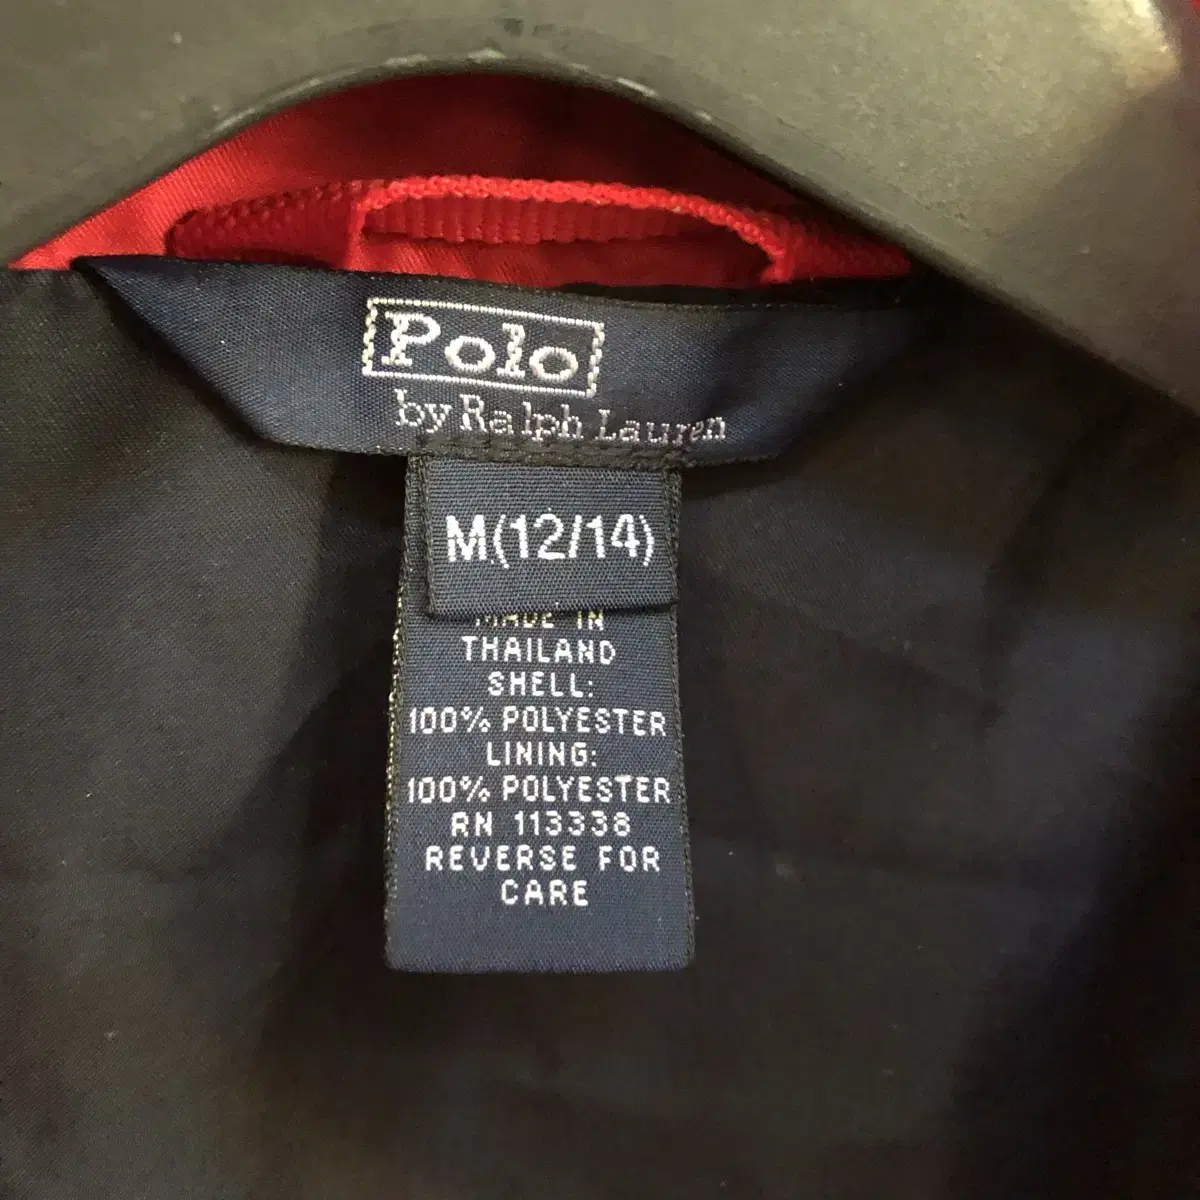 Polo
by Ralph Lauren
M(12/14)
MADE IN
THAILAND
SHELL:
100% POLYESTER
LINING:
100% POLYESTER
RN 113338
REVERSE FOR
CARE